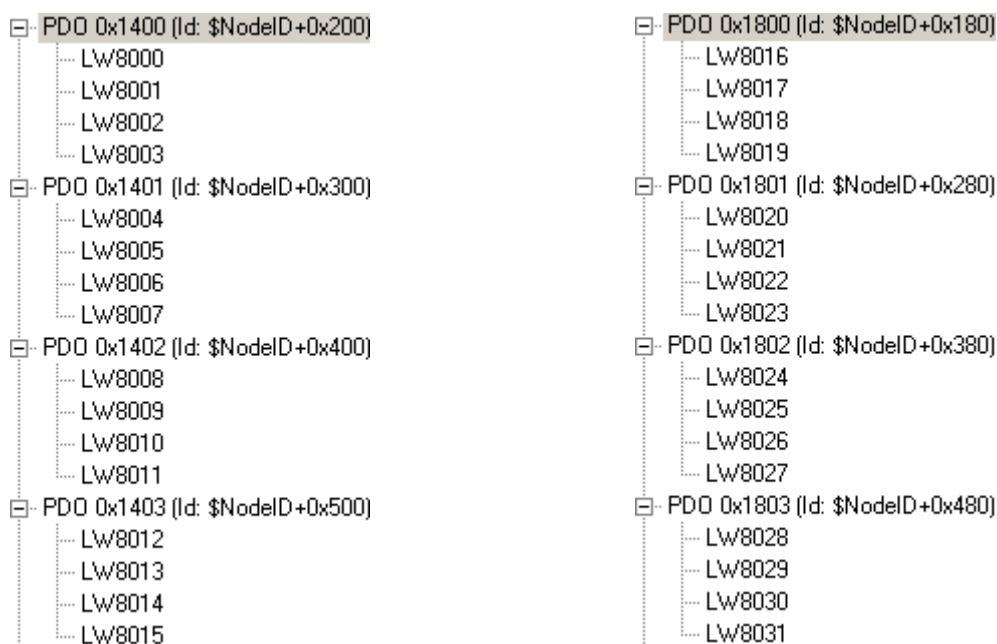 PDO 0x1400 (Id: $NodeID+0x200)
LW8000
LW8001
LW8002
LW8003
PDO 0x1401 (Id: $NodeID+0x300)
LW8004
LW8005
LW8006
LW8007
PDO 0x1402 (Id: $NodeID+0x400)
LW8008
LW8009
LW8010
LW8011
PDO 0x1403 (Id: $NodeID+0x500)
LW8012
LW8013
LW8014
LW8015
PDO 0x1800 (Id: $NodeID+0x180)
LW8016
LW8017
LW8018
LW8019
PDO 0x1801 (Id: $NodeID+0x280)
LW8020
LW8021
LW8022
LW8023
PDO 0x1802 (Id: $NodeID+0x380)
LW8024
LW8025
LW8026
LW8027
PDO 0x1803 (Id: $NodeID+0x480)
LW8028
LW8029
LW8030
LW8031